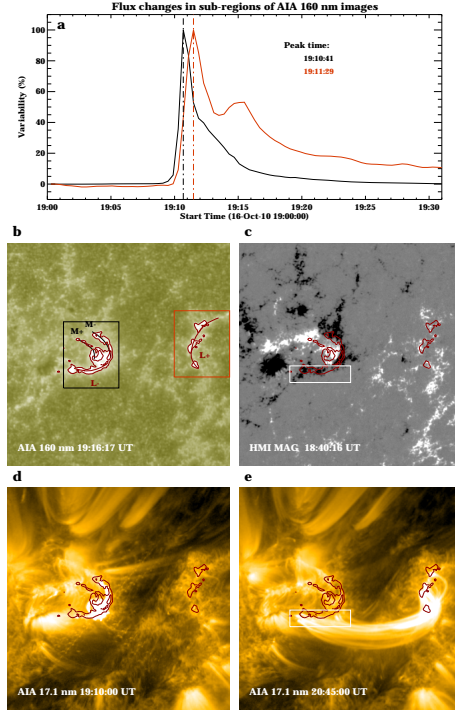 Flux changes in sub-regions of AIA 160 nm images
a
Peak time:
19:10:41
19:11:29
Variability (%)
100
80
60
40
20
0
19:00 19:05 19:10 19:15 19:20 19:25 19:30
Start Time (16-Oct-10 19:00:00)
b
M- 
M+
L-
L+
AIA 160 nm 19:16:17 UT
c
HMI MAG 18:40:16 UT
d
AIA 17.1 nm 19:10:00 UT
e
AIA 17.1 nm 20:45:00 UT